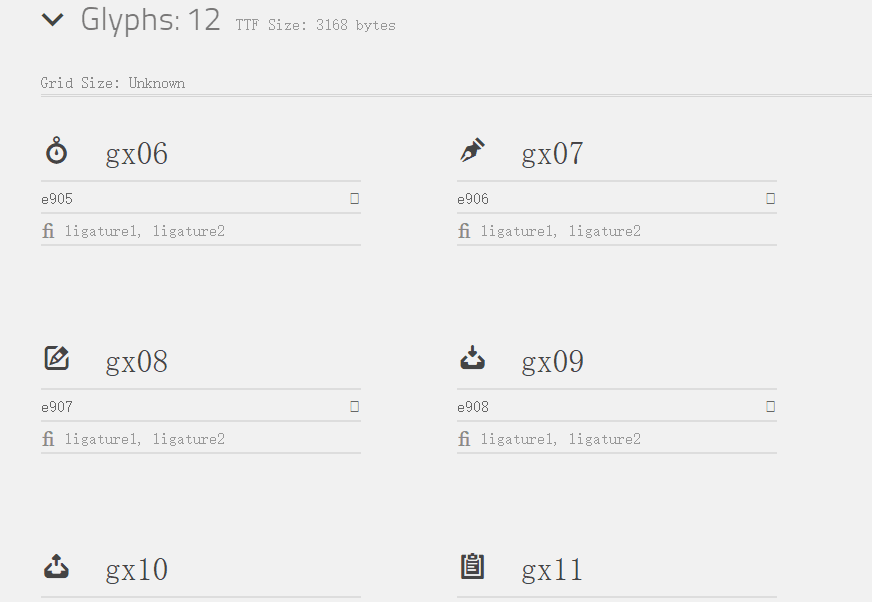 Glyphs: 12 TTF Size: 3168 bytes
Grid Size: Unknown
gx06
gx07
e905
e906
fi ligature1, ligature2
fi ligature1, ligature2
gx08
gx09
e907
e908
fi ligature1, ligature2
fi ligature1, ligature2
gx10
gx11